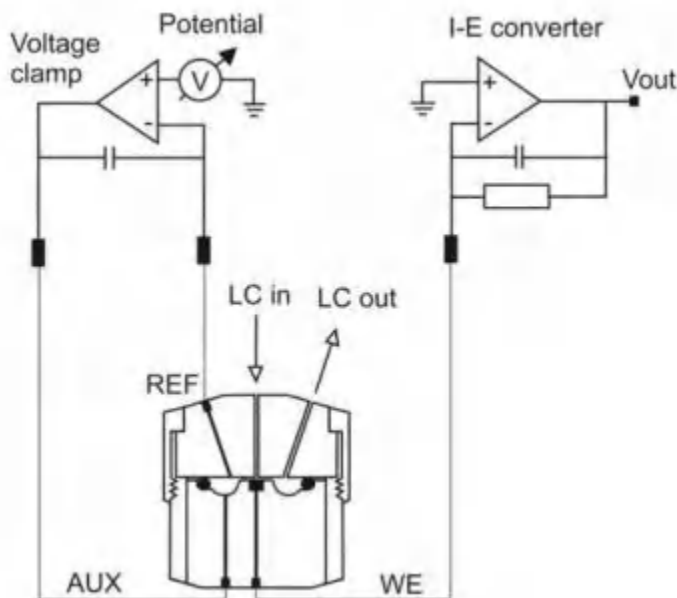 Voltage
clamp
Potential
+
V
-
I-E converter
+
-
Vout
LC in
LC out
REF
AUX
WE